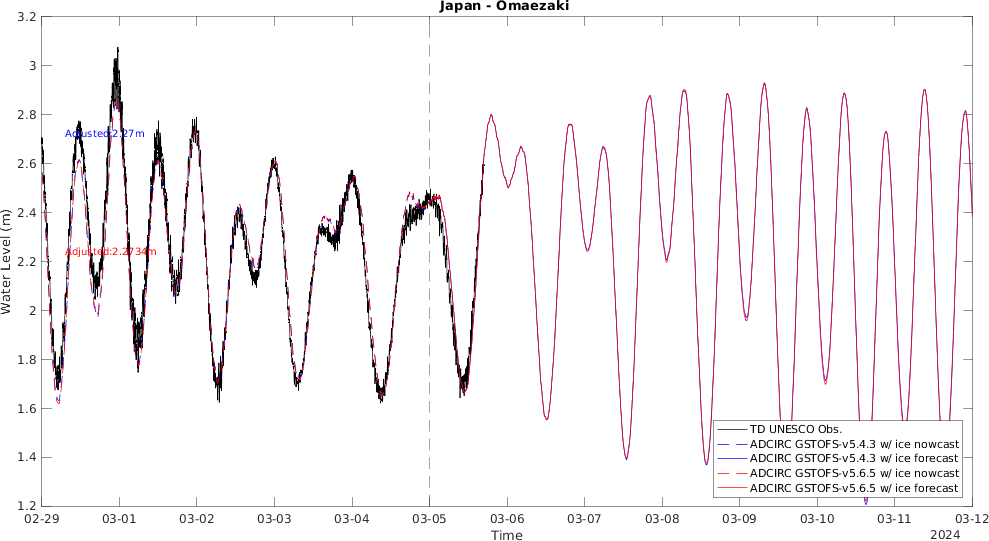 Japan - Omaezaki
3.2
3
2.8
2.6
2.4
2.2
2
1.8
1.6
1.4
1.2
Water Level (m)
Adjusted:2.27m
Adjusted:2.2734m
TD UNESCO Obs.
ADCIRC GSTOFS-v5.4.3 w/ ice nowcast
ADCIRC GSTOFS-v5.4.3 w/ ice forecast
ADCIRC GSTOFS-v5.6.5 w/ ice nowcast
ADCIRC GSTOFS-v5.6.5 w/ ice forecast
02-29 03-01 03-02 03-03 03-04 03-05 03-06 03-07 03-08 03-09 03-10 03-11 03-12
Time
2024